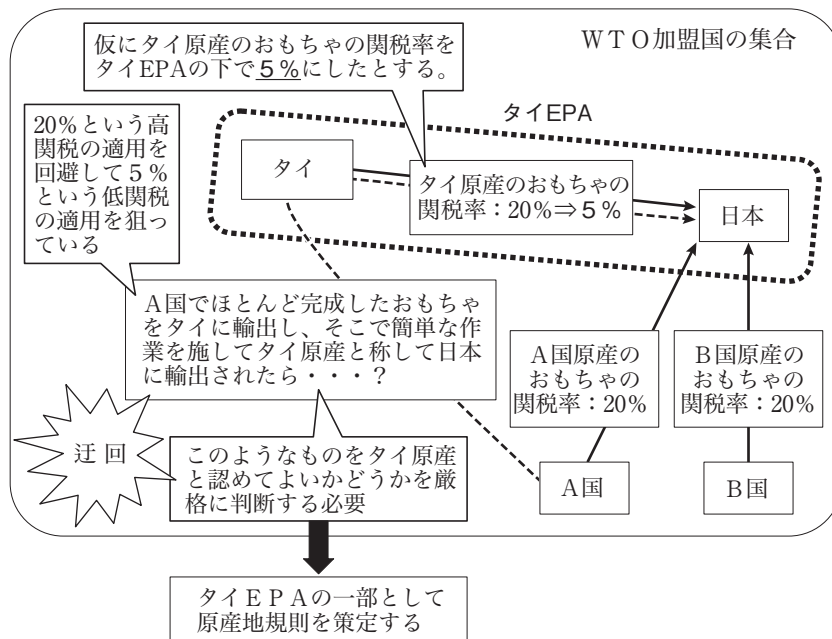 WTO加盟国の集合
仮にタイ原産のおもちゃの関税率を
タイEPAの下で5%にしたとする。
タイEPA
20%という高
関税の適用を
回避して5%
という低関税
の適用を狙っ
ている
タイ
タイ原産のおもちゃの
関税率:20%⇒5%
日本
A国でほとんど完成したおもちゃ
をタイに輸出し、そこで簡単な作
業を施してタイ原産と称して日本
に輸出されたら・・・?
A国原産の
おもちゃの
関税率:20%
B国原産の
おもちゃの
関税率:20%
迂回
このようなものをタイ原産
と認めてよいかどうかを厳
格に判断する必要
A国
B国
タイEPAの一部として
原産地規則を策定する